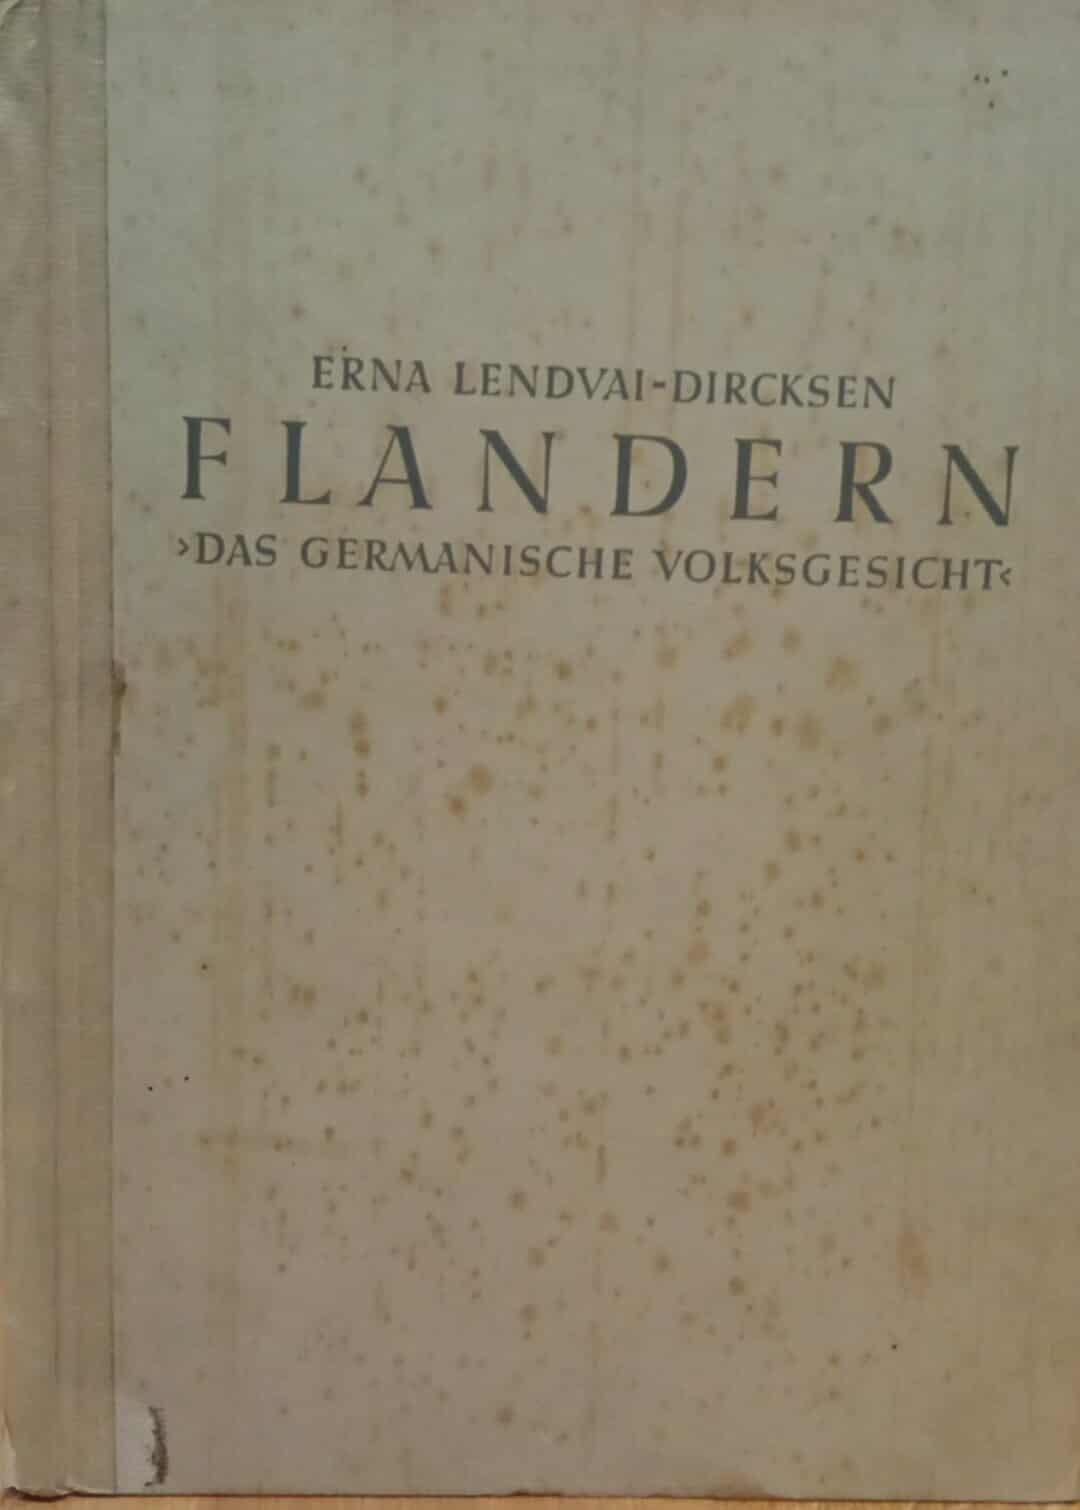 ERNA LENDVAI-DIRCKSEN
FLANDERN
›DAS GERMANISCHE VOLKSGESICHT‹